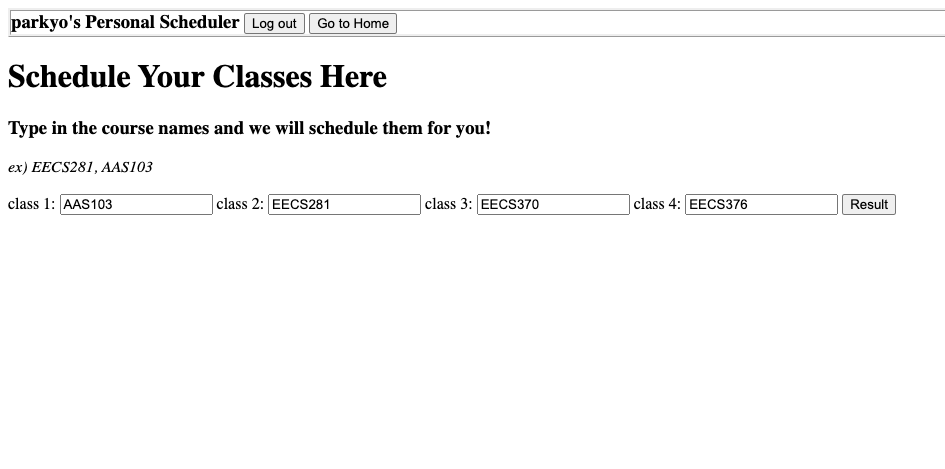 parkyo's Personal Scheduler Log out Go to Home
Schedule Your Classes Here
Type in the course names and we will schedule them for you!
ex) EECS281, AAS103
class 1: AAS103 class 2: EECS281 class 3: EECS370 class 4: EECS376 Result